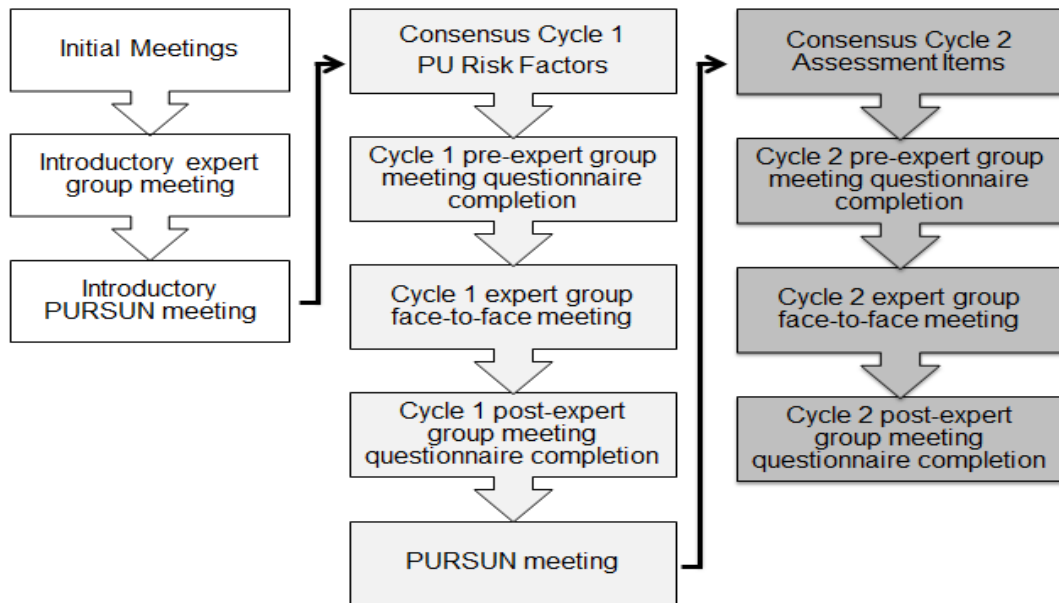 Initial Meetings
Introductory expert
group meeting
Introductory
PURSUN meeting
Consensus Cycle 1
PU Risk Factors
Cycle 1 pre-expert group
meeting questionnaire
completion
Cycle 1 expert group
face-to-face meeting
Cycle 1 post-expert
group meeting
questionnaire completion
PURSUN meeting
Consensus Cycle 2
Assessment Items
Cycle 2 pre-expert group
meeting questionnaire
completion
Cycle 2 expert group
face-to-face meeting
Cycle 2 post-expert
group meeting
questionnaire completion